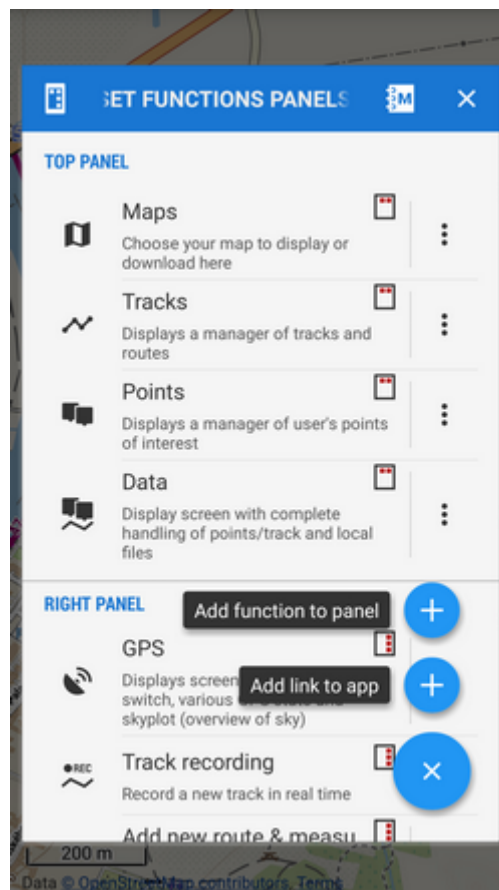 SET FUNCTIONS PANELS
M
TOP PANEL
Maps
Choose your map to display or
download here
Tracks
Displays a manager of tracks and
routes
Points
Displays a manager of user's points
of interest
Data
Display screen with complete
handling of points/track and local
files
RIGHT PANEL
Add function to panel
GPS
Displays screen
Add link to app
switch, various
skyplot (overview of sky)
REC
Track recording
Record a new track in real time
Add new route & measu
200 m
Data © OpenStreetMap contributors, Terms